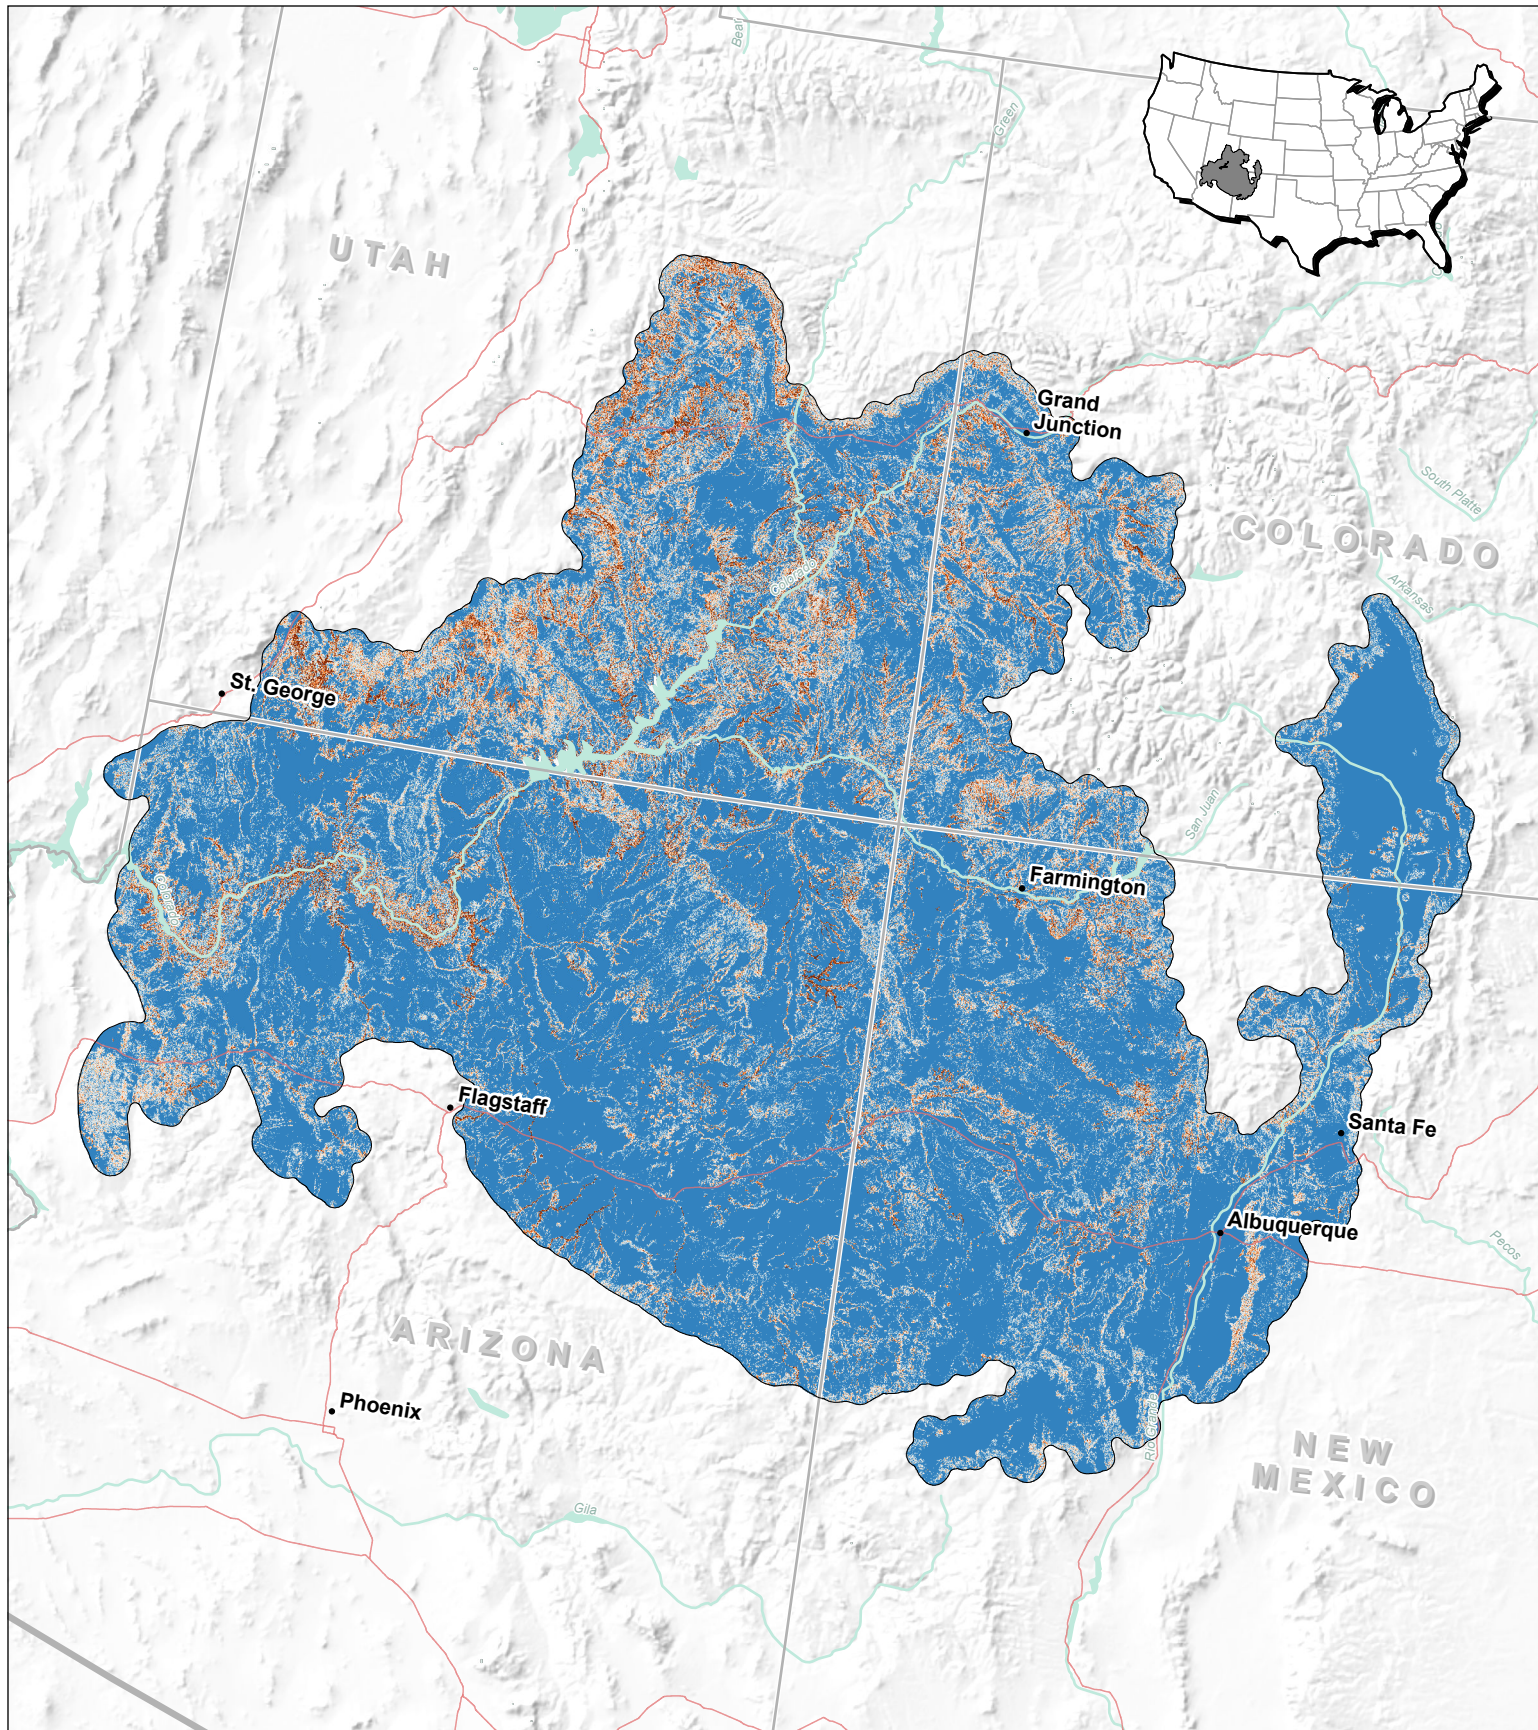 Bear
Green
UTAH
Grand
Junction
South Platte
COLORADO
Arkansas
Colorado
St. George
San Juan
Farmington
Colorado
Flagstaff
Santa Fe
Albuquerque
Pecos
ARIZONA
Phoenix
Rio Grande
NEW
MEXICO
Gila